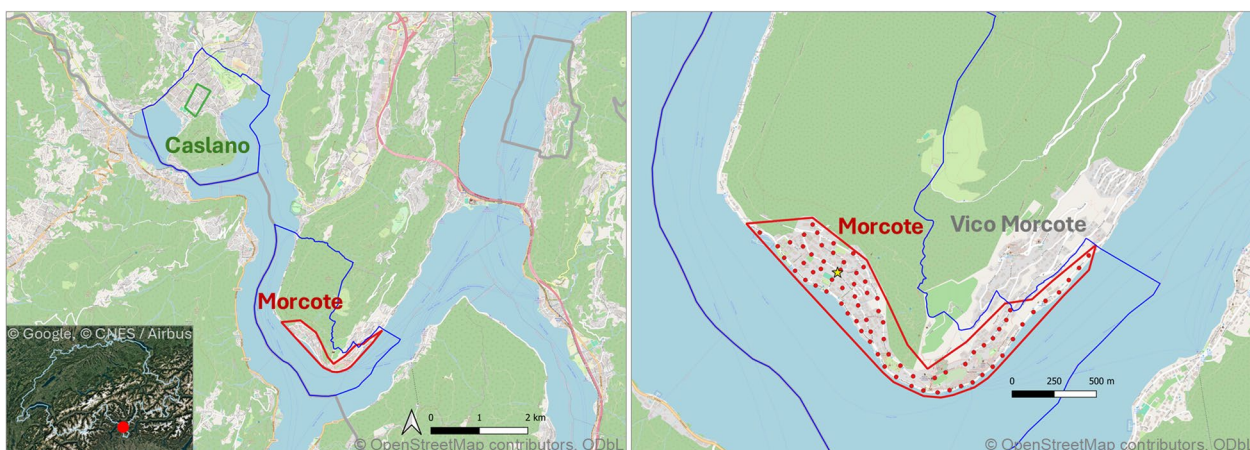 Caslano
Morcote
© Google, © CNES / Airbus
0 1 2 km
© OpenStreetMap contributors, ODbL
Morcote
Vico Morcote
0 250 500 m
© OpenStreetMap contributors, ODbL